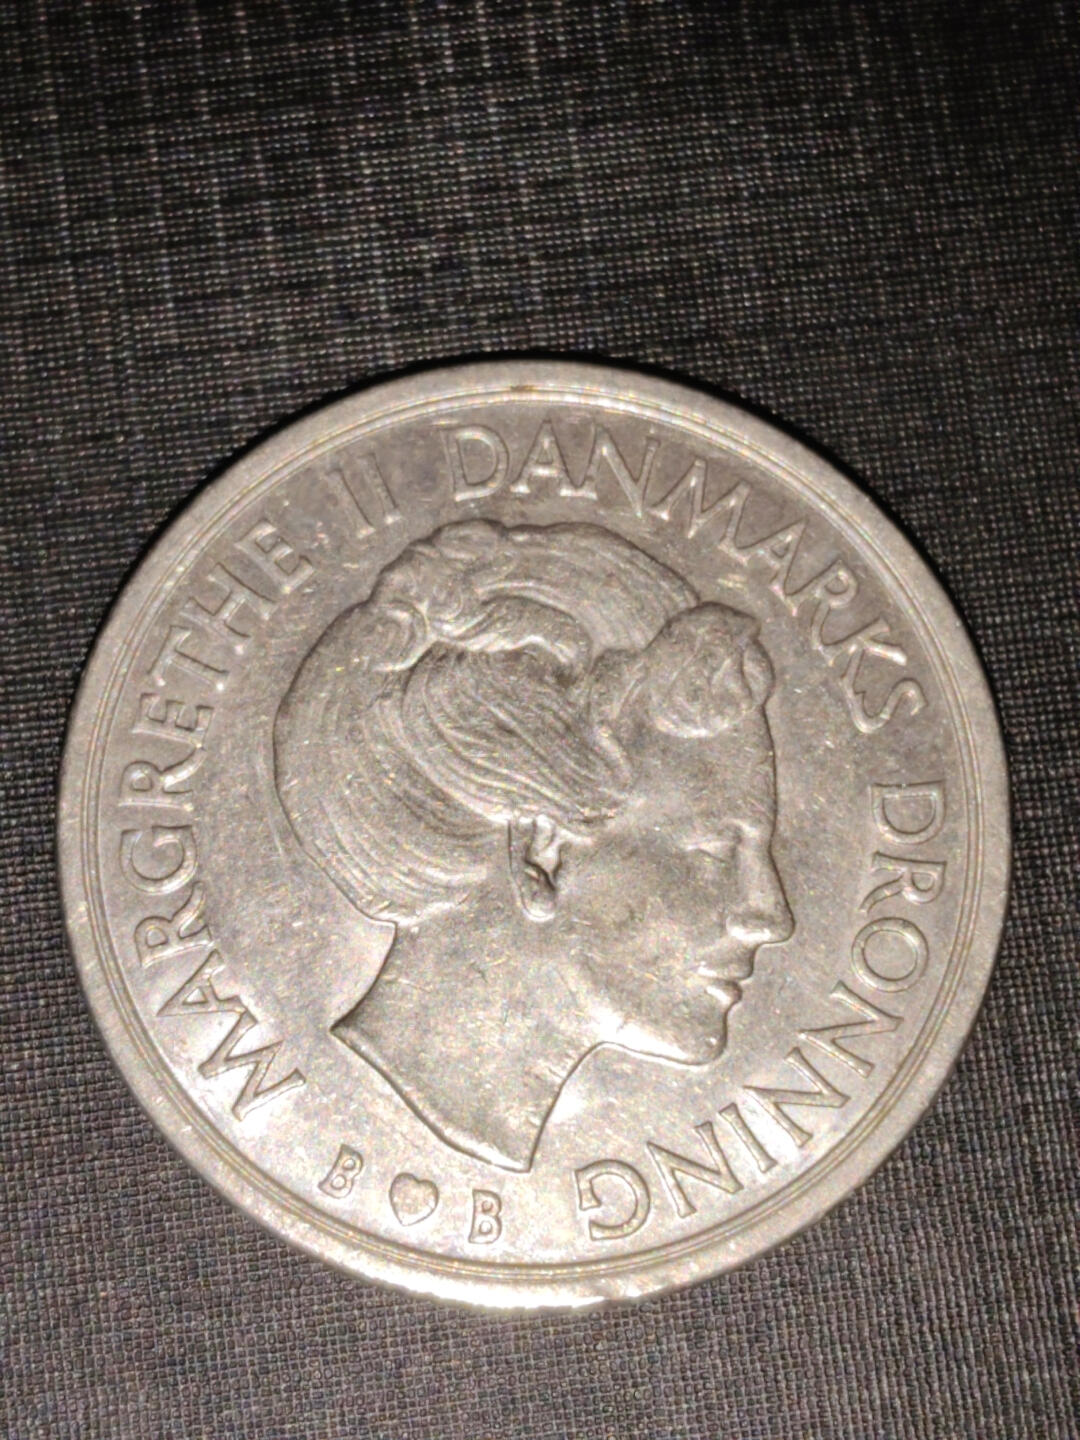 MARGRETHE II DANMARKS DRONNING
B ♥ B